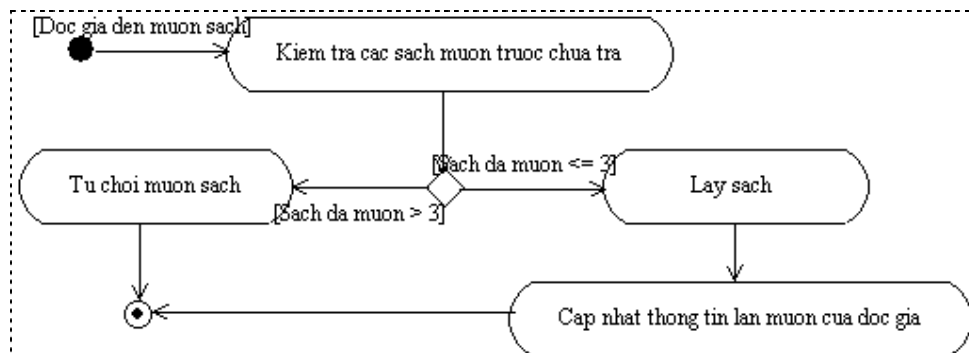 [Doc gia den muon sach]
Kiem tra cac sach muon truoc chua tra
[Sach da muon <= 3]
Tu choi muon sach
Lay sach
[Sach da muon > 3]
Cap nhat thong tin lan muon cua doc gia